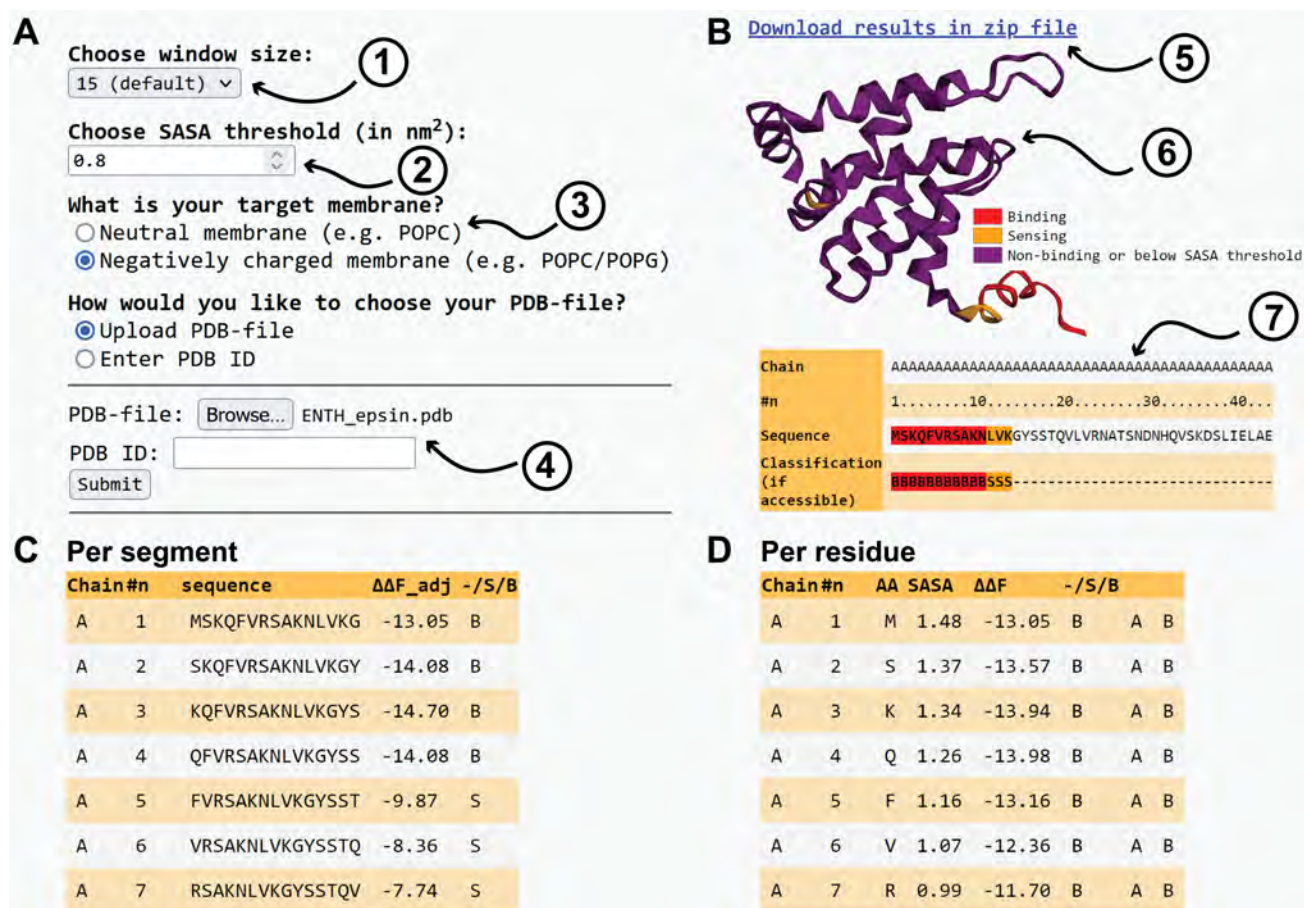 A
Choose window size:
15 (default)
1
Choose SASA threshold (in nm²):
0.8
2
What is your target membrane?
3
Neutral membrane (e.g. POPC)
Negatively charged membrane (e.g. POPC/POPG)
How would you like to choose your PDB-file?
Upload PDB-file
Enter PDB ID
PDB-file: Browse... ENTH_epsin.pdb
PDB ID:
4
Submit
B
Download results in zip file
5
6
Binding
Sensing
Non-binding or below SASA threshold
7
Chain AAAAAAAAAAAAAAAAAAAAAAAAAAAAAAAAAAAAAAAAAAAA
#n 1........10........20........30........40...
Sequence MSKQFVRSAKNLVKGYSSTQVLVRNATSNDNHQVSKDSLIELAE
Classification
(if BBBBBBBBBBBSSS------------------------------
accessible)
C Per segment
Chain #n sequence ΔΔF_adj -/S/B
A 1 MSKQFVRSAKNLVKG -13.05 B
A 2 SKQFVRSAKNLVKGY -14.08 B
A 3 KQFVRSAKNLVKGYS -14.70 B
A 4 QFVRSAKNLVKGYSS -14.08 B
A 5 FVRSAKNLVKGYSST -9.87 S
A 6 VRSAKNLVKGYSSTQ -8.36 S
A 7 RSAKNLVKGYSSTQV -7.74 S
D Per residue
Chain #n AA SASA ΔΔF -/S/B
A 1 M 1.48 -13.05 B A B
A 2 S 1.37 -13.57 B A B
A 3 K 1.34 -13.94 B A B
A 4 Q 1.26 -13.98 B A B
A 5 F 1.16 -13.16 B A B
A 6 V 1.07 -12.36 B A B
A 7 R 0.99 -11.70 B A B